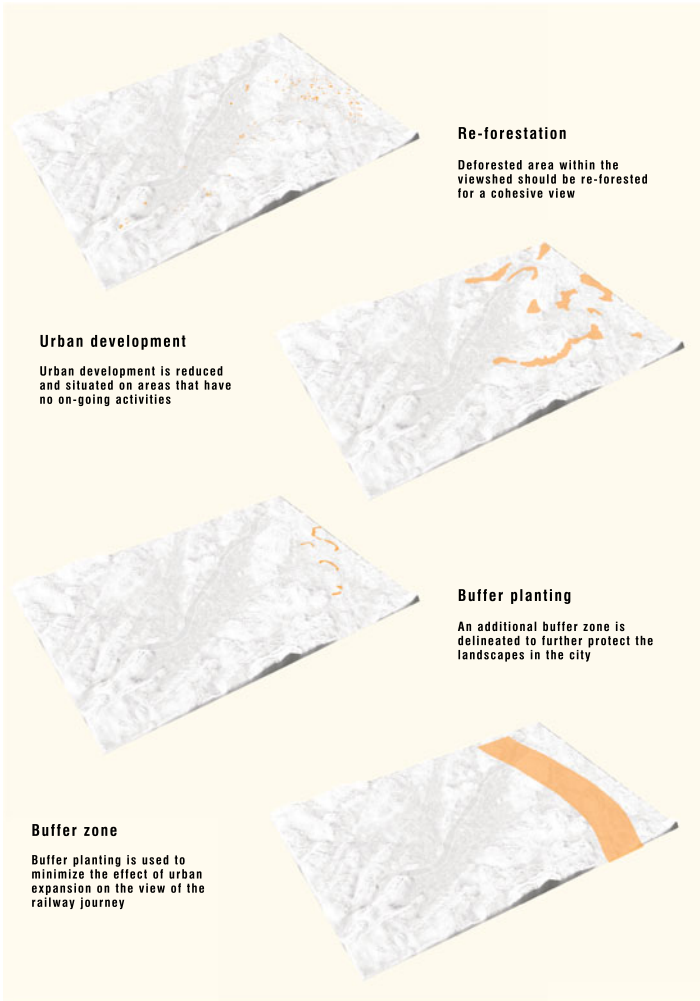 Re-forestation
Deforested area within the
viewshed should be re-forested
for a cohesive view
Urban development
Urban development is reduced
and situated on areas that have
no on-going activities
Buffer planting
An additional buffer zone is
delineated to further protect the
landscapes in the city
Buffer zone
Buffer planting is used to
minimize the effect of urban
expansion on the view of the
railway journey